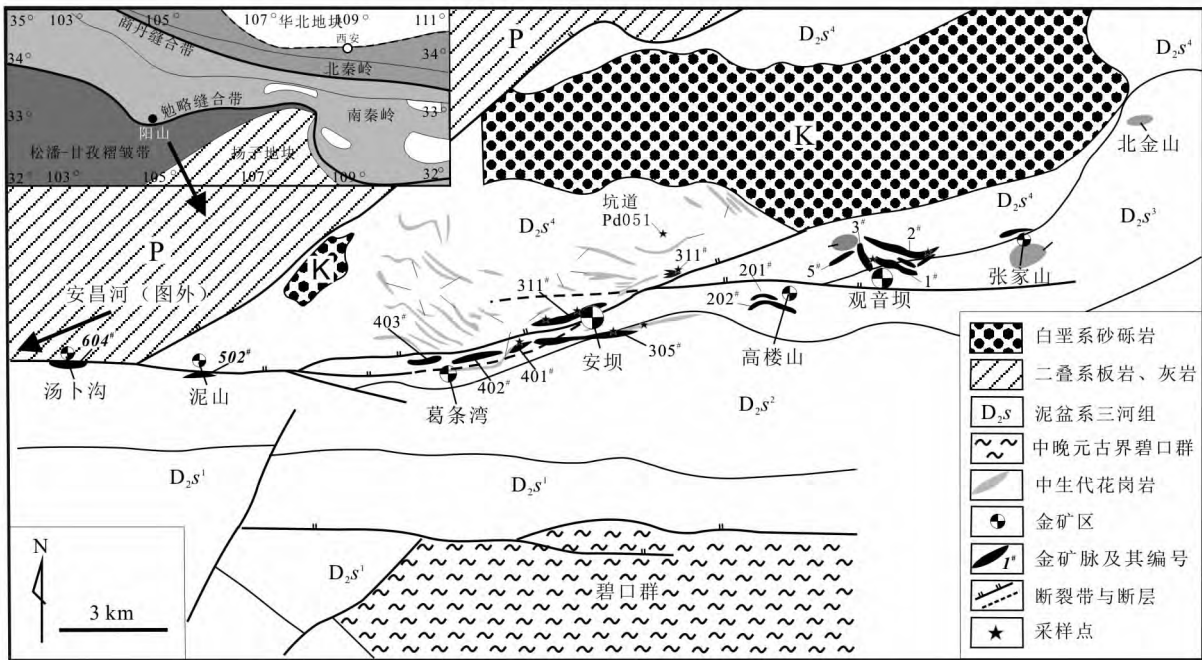 35°
103°
105°
107°
华北地块
109°
111°
商丹缝合带
西安
34°
34°
北秦岭
33°
勉略缝合带
33°
阳山
南秦岭
松潘-甘孜褶皱带
扬子地块
32°
103°
105°
107°
109°
32°
P
D₂s⁴
D₂s⁴
K
北金山
坑道
Pd051
D₂s⁴
D₂s⁴
D₂s³
P
K
3#
2#
311#
5#
1#
张家山
安昌河（图外）
201#
观音坝
311#
202#
604#
403#
高楼山
502#
安坝
305#
汤卜沟
泥山
402#
401#
葛条湾
D₂s²
D₂s¹
D₂s¹
D₂s¹
碧口群
N
3 km
白垩系砂砾岩
二叠系板岩、灰岩
D₂s 泥盆系三河组
中晚元古界碧口群
中生代花岗岩
金矿区
1# 金矿脉及其编号
断裂带与断层
采样点